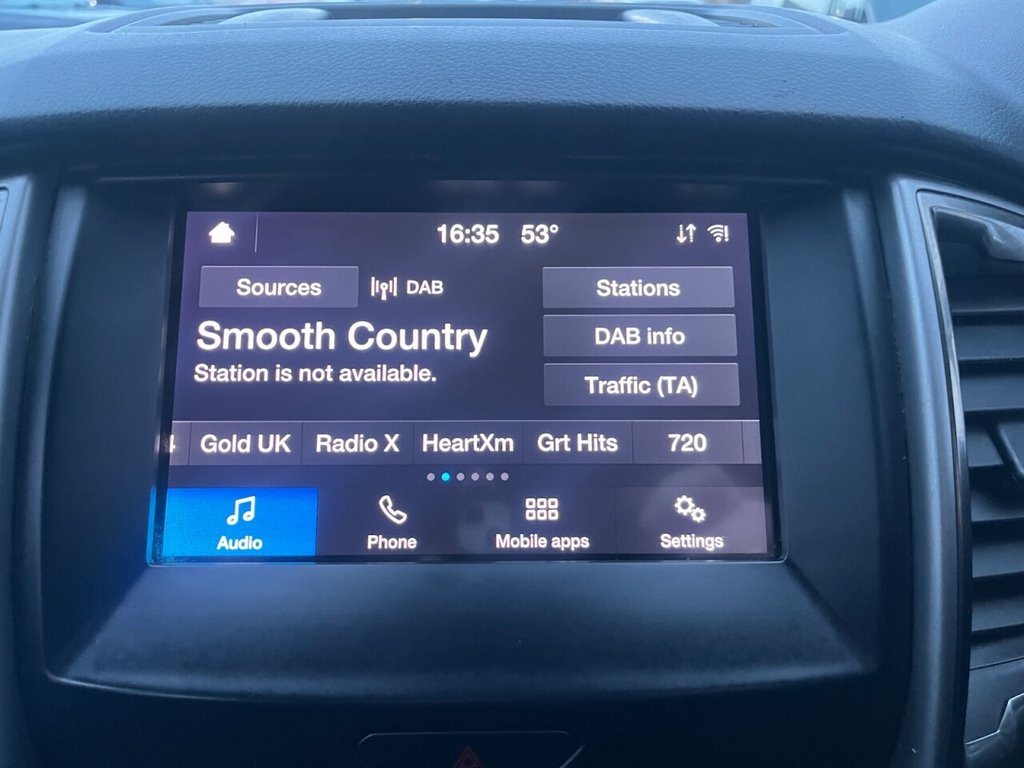 16:35 53°
Sources DAB Stations
Smooth Country
DAB info
Station is not available.
Traffic (TA)
4 Gold UK Radio X HeartXm Grt Hits 720
Audio Phone Mobile apps Settings